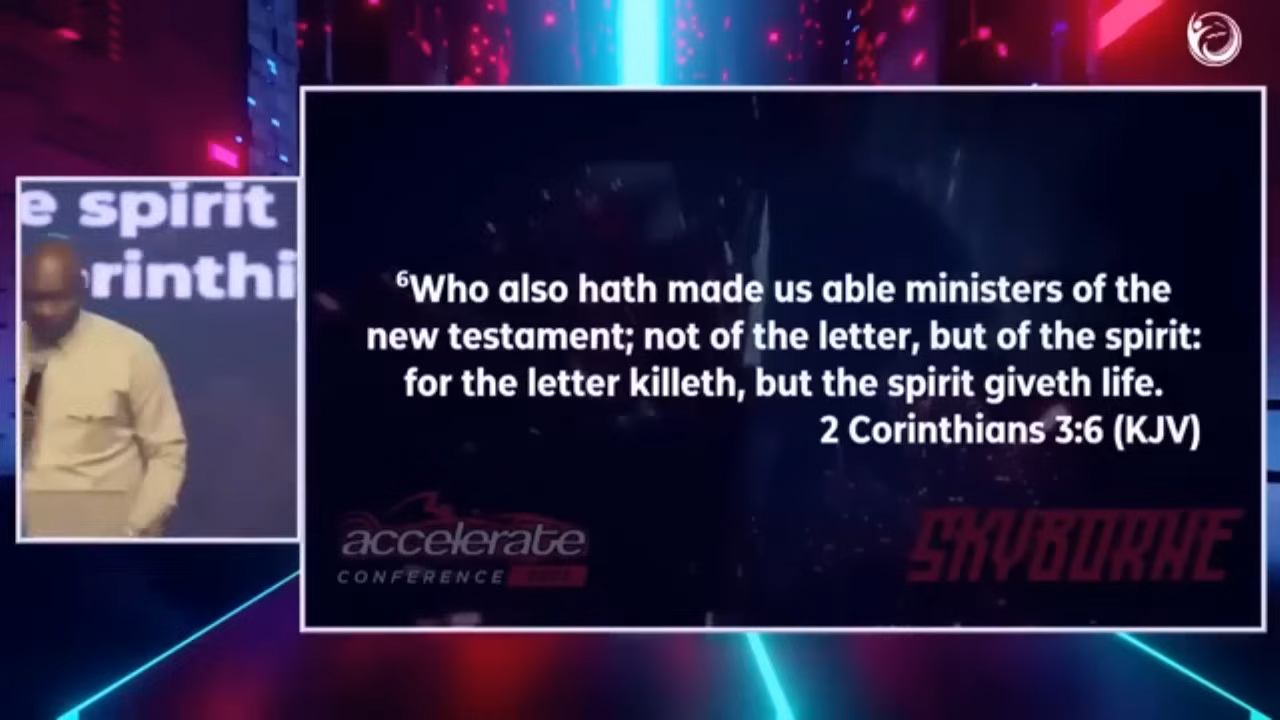 e spirit
rinthi
⁶Who also hath made us able ministers of the
new testament; not of the letter, but of the spirit:
for the letter killeth, but the spirit giveth life.
2 Corinthians 3:6 (KJV)
accelerate
CONFERENCE
SKYBORNE